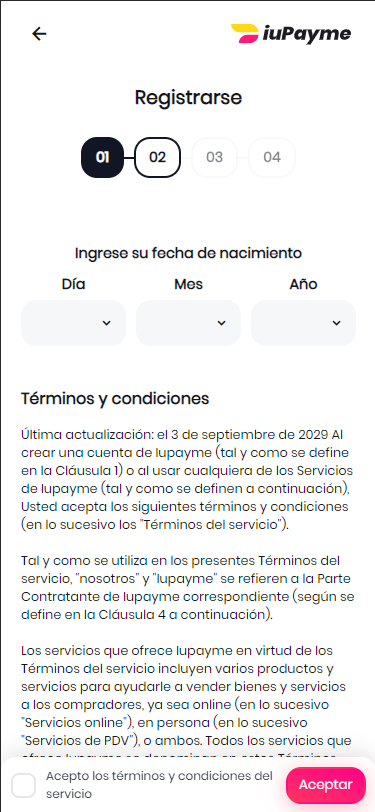 iuPayme
Registrarse
01 02 03 04
Ingrese su fecha de nacimiento
Día Mes Año
Términos y condiciones
Última actualización: el 3 de septiembre de 2029 Al
crear una cuenta de Iupayme (tal y como se define
en la Cláusula 1) o al usar cualquiera de los Servicios
de Iupayme (tal y como se definen a continuación),
Usted acepta los siguientes términos y condiciones
(en lo sucesivo los "Términos del servicio").
Tal y como se utiliza en los presentes Términos del
servicio, "nosotros" y "Iupayme" se refieren a la Parte
Contratante de Iupayme correspondiente (según se
define en la Cláusula 4 a continuación).
Los servicios que ofrece Iupayme en virtud de los
Términos del servicio incluyen varios productos y
servicios para ayudarle a vender bienes y servicios
a los compradores, ya sea online (en lo sucesivo
"Servicios online"), en persona (en lo sucesivo
"Servicios de PDV"), o ambos. Todos los servicios que
ofrece Iupayme se denominan en estos Términos
Acepto los términos y condiciones del
servicio
Aceptar